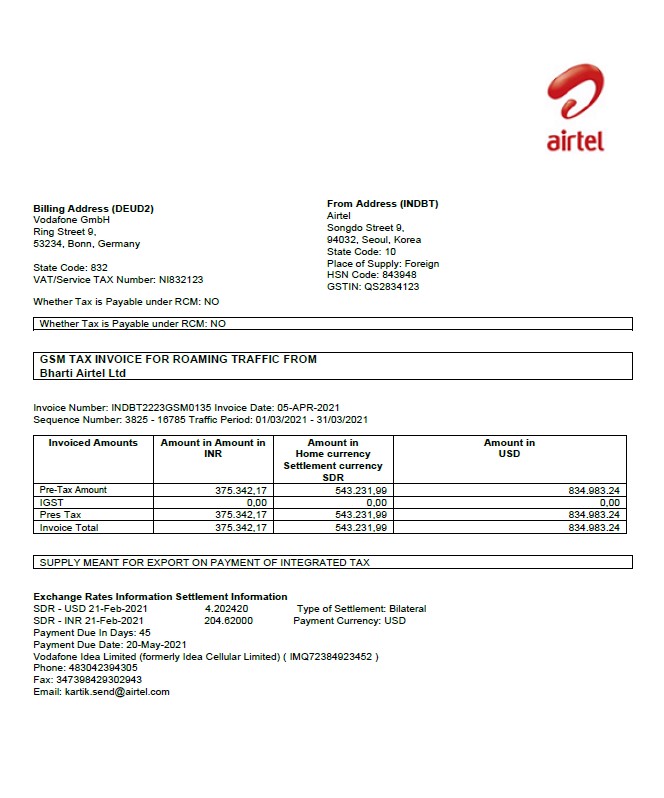 airtel
Billing Address (DEUD2)
Vodafone GmbH
Ring Street 9,
53234, Bonn, Germany
State Code: 832
VAT/Service TAX Number: NI832123
Whether Tax is Payable under RCM: NO
From Address (INDBT)
Airtel
Songdo Street 9,
94032, Seoul, Korea
State Code: 10
Place of Supply: Foreign
HSN Code: 843948
GSTIN: QS2834123
Whether Tax is Payable under RCM: NO
GSM TAX INVOICE FOR ROAMING TRAFFIC FROM
Bharti Airtel Ltd
Invoice Number: INDBT2223GSM0135 Invoice Date: 05-APR-2021
Sequence Number: 3825 - 16785 Traffic Period: 01/03/2021 - 31/03/2021
Invoiced Amounts
Amount in Amount in
INR
Amount in
Home currency
Settlement currency
SDR
Amount in
USD
Pre-Tax Amount 375.342,17 543.231,99 834.983.24
IGST 0,00 0,00 0,00
Pres Tax 375.342,17 543.231,99 834.983.24
Invoice Total 375.342,17 543.231,99 834.983.24
SUPPLY MEANT FOR EXPORT ON PAYMENT OF INTEGRATED TAX
Exchange Rates Information Settlement Information
SDR - USD 21-Feb-2021 4.202420 Type of Settlement: Bilateral
SDR - INR 21-Feb-2021 204.62000 Payment Currency: USD
Payment Due In Days: 45
Payment Due Date: 20-May-2021
Vodafone Idea Limited (formerly Idea Cellular Limited) ( IMQ72384923452 )
Phone: 483042394305
Fax: 347398429302943
Email: kartik.send@airtel.com